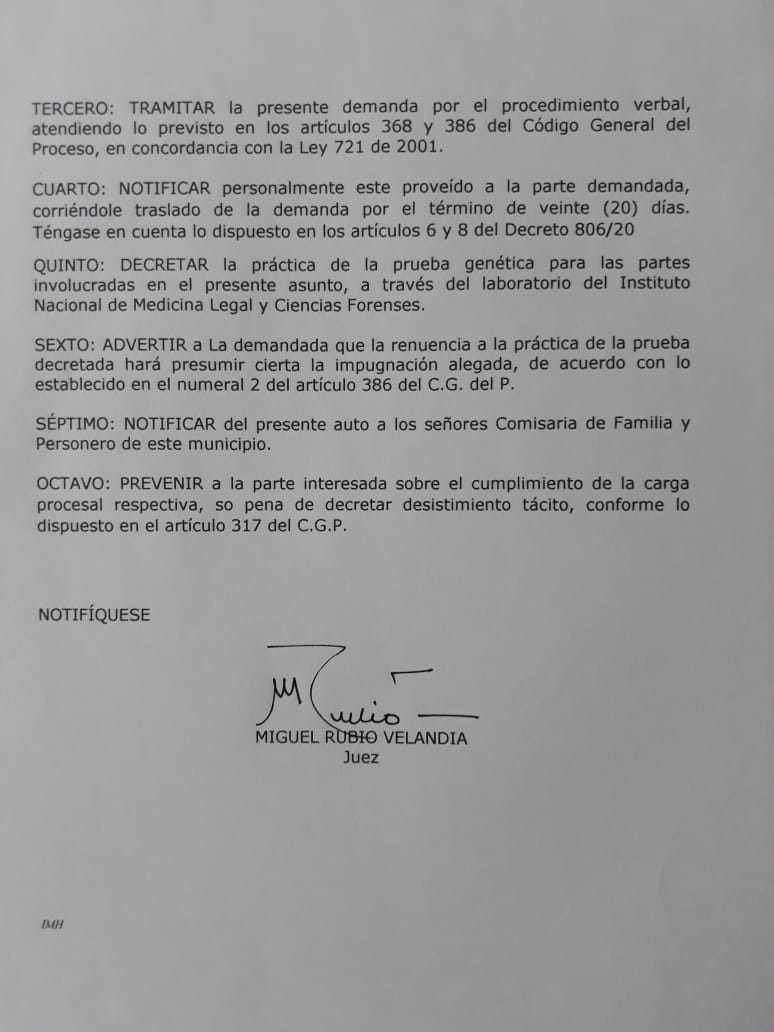 TERCERO: TRAMITAR la presente demanda por el procedimiento verbal,
atendiendo lo previsto en los artículos 368 y 386 del Código General del
Proceso, en concordancia con la Ley 721 de 2001.
CUARTO: NOTIFICAR personalmente este proveído a la parte demandada,
corriéndole traslado de la demanda por el término de veinte (20) días.
Téngase en cuenta lo dispuesto en los artículos 6 y 8 del Decreto 806/20
QUINTO: DECRETAR la práctica de la prueba genética para las partes
involucradas en el presente asunto, a través del laboratorio del Instituto
Nacional de Medicina Legal y Ciencias Forenses.
SEXTO: ADVERTIR a La demandada que la renuencia a la práctica de la prueba
decretada hará presumir cierta la impugnación alegada, de acuerdo con lo
establecido en el numeral 2 del artículo 386 del C.G. del P.
SÉPTIMO: NOTIFICAR del presente auto a los señores Comisaria de Familia y
Personero de este municipio.
OCTAVO: PREVENIR a la parte interesada sobre el cumplimiento de la carga
procesal respectiva, so pena de decretar desistimiento tácito, conforme lo
dispuesto en el artículo 317 del C.G.P.
NOTIFÍQUESE
MIGUEL RUBIO VELANDIA
Juez
IMH